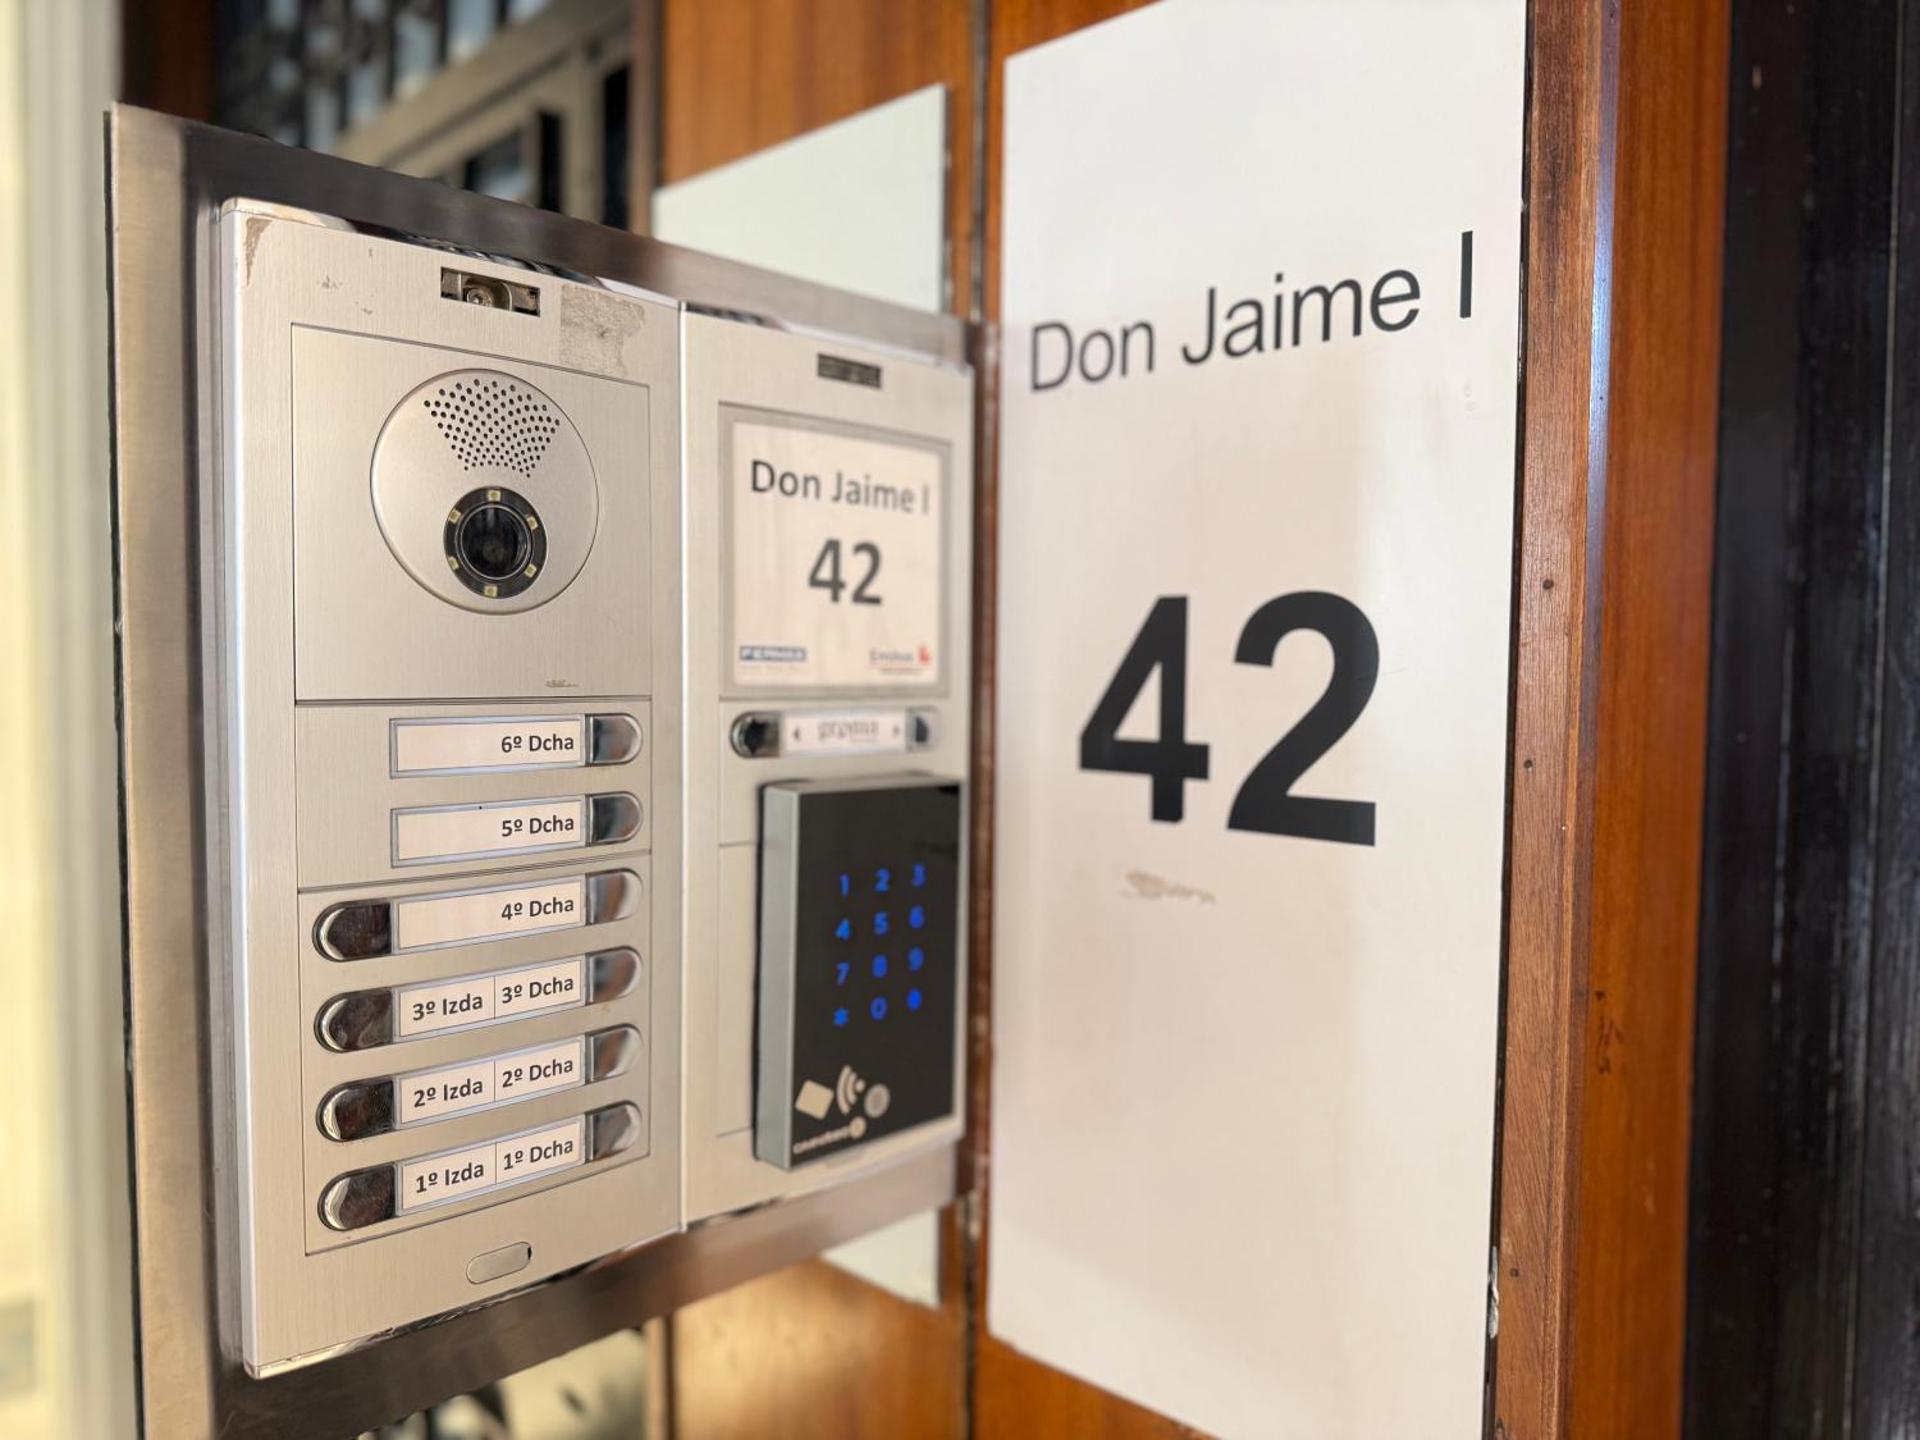 Don Jaime I
42
FERMAX
6º Dcha
5º Dcha
4º Dcha
3º Izda 3º Dcha
2º Izda 2º Dcha
1º Izda 1º Dcha
1 2 3
4 5 6
7 8 9
* 0
Don Jaime I
42